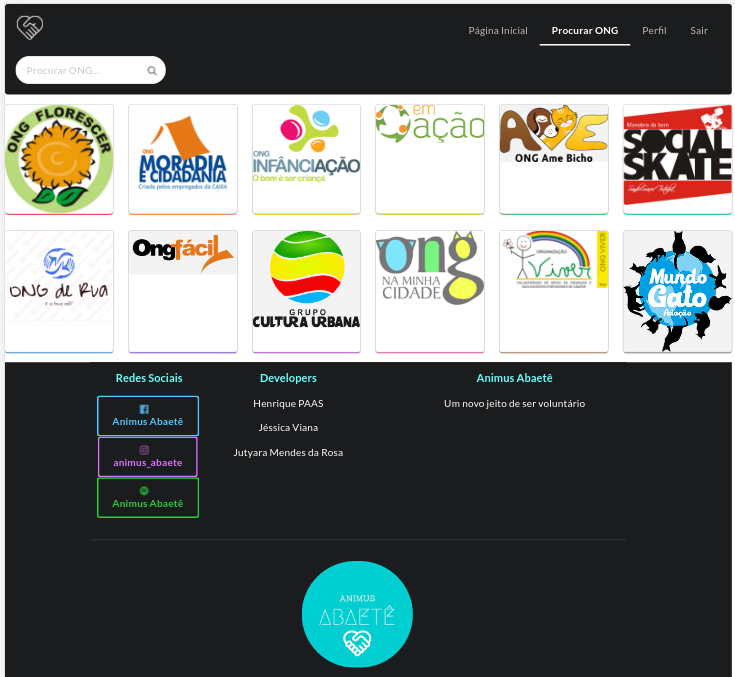 Página Inicial
Procurar ONG
Perfil
Sair
Procurar ONG...
ONG FLORESCER
ONG
MORADIA
E CIDADANIA
Criada pelos empregados da CAIXA
ONG
INFÂNCIAÇÃO
O bom é ser criança
em
ação
AME
ONG Ame Bicho
Manobra do bem
SOCIAL
SKATE
ONG de Rua
Ongfácil
GRUPO
CULTURA URBANA
ong
NA MINHA
CIDADE
ORGANIZAÇÃO
Viver
ONG VIVER
Mundo
Gato
Adoção
Redes Sociais
Animus Abaetê
animus_abaete
Animus Abaetê
Developers
Henrique PAAS
Jéssica Viana
Jutyara Mendes da Rosa
Animus Abaetê
Um novo jeito de ser voluntário
ANIMUS
ABAETÊ